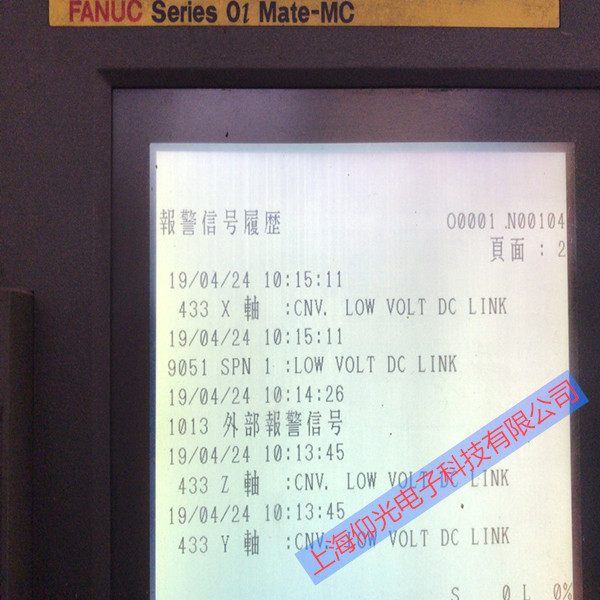 FANUC Series 0i Mate-MC
報警信号履歴 O0001 N00104
頁面 : 2
19/04/24 10:15:11
433 X 軸 :CNV. LOW VOLT DC LINK
19/04/24 10:15:11
9051 SPN 1 :LOW VOLT DC LINK
19/04/24 10:14:26
1013 外部報警信号
19/04/24 10:13:45
433 Z 軸 :CNV. LOW VOLT DC LINK
19/04/24 10:13:45
433 Y 軸 :CNV. LOW VOLT DC LINK
上海仰光电子科技有限公司
S 0 L 0%